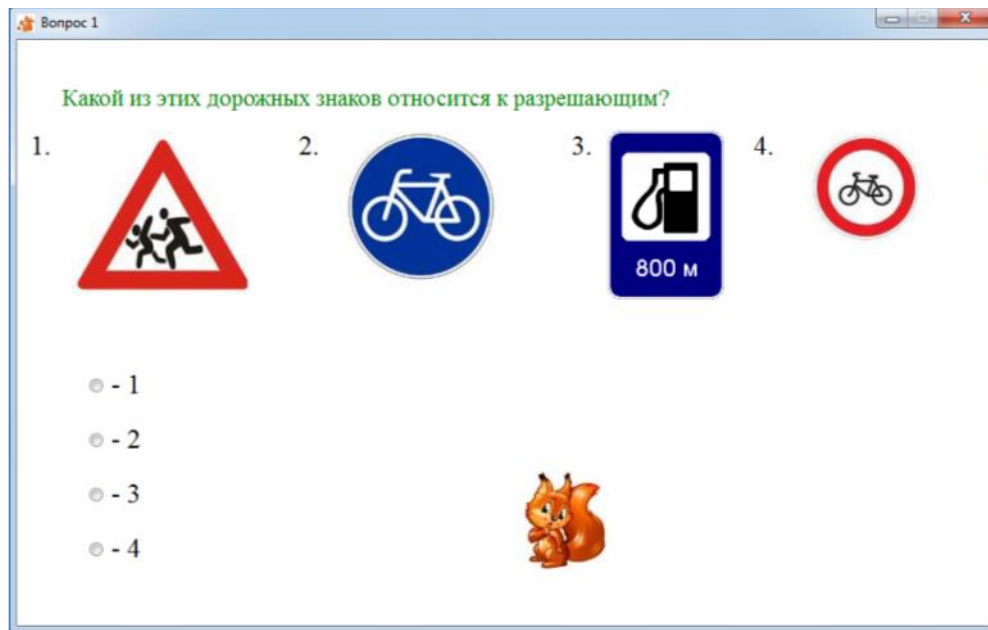 Вопрос 1
Какой из этих дорожных знаков относится к разрешающим?
1. 2. 3. 4.
800 м
- 1
- 2
- 3
- 4